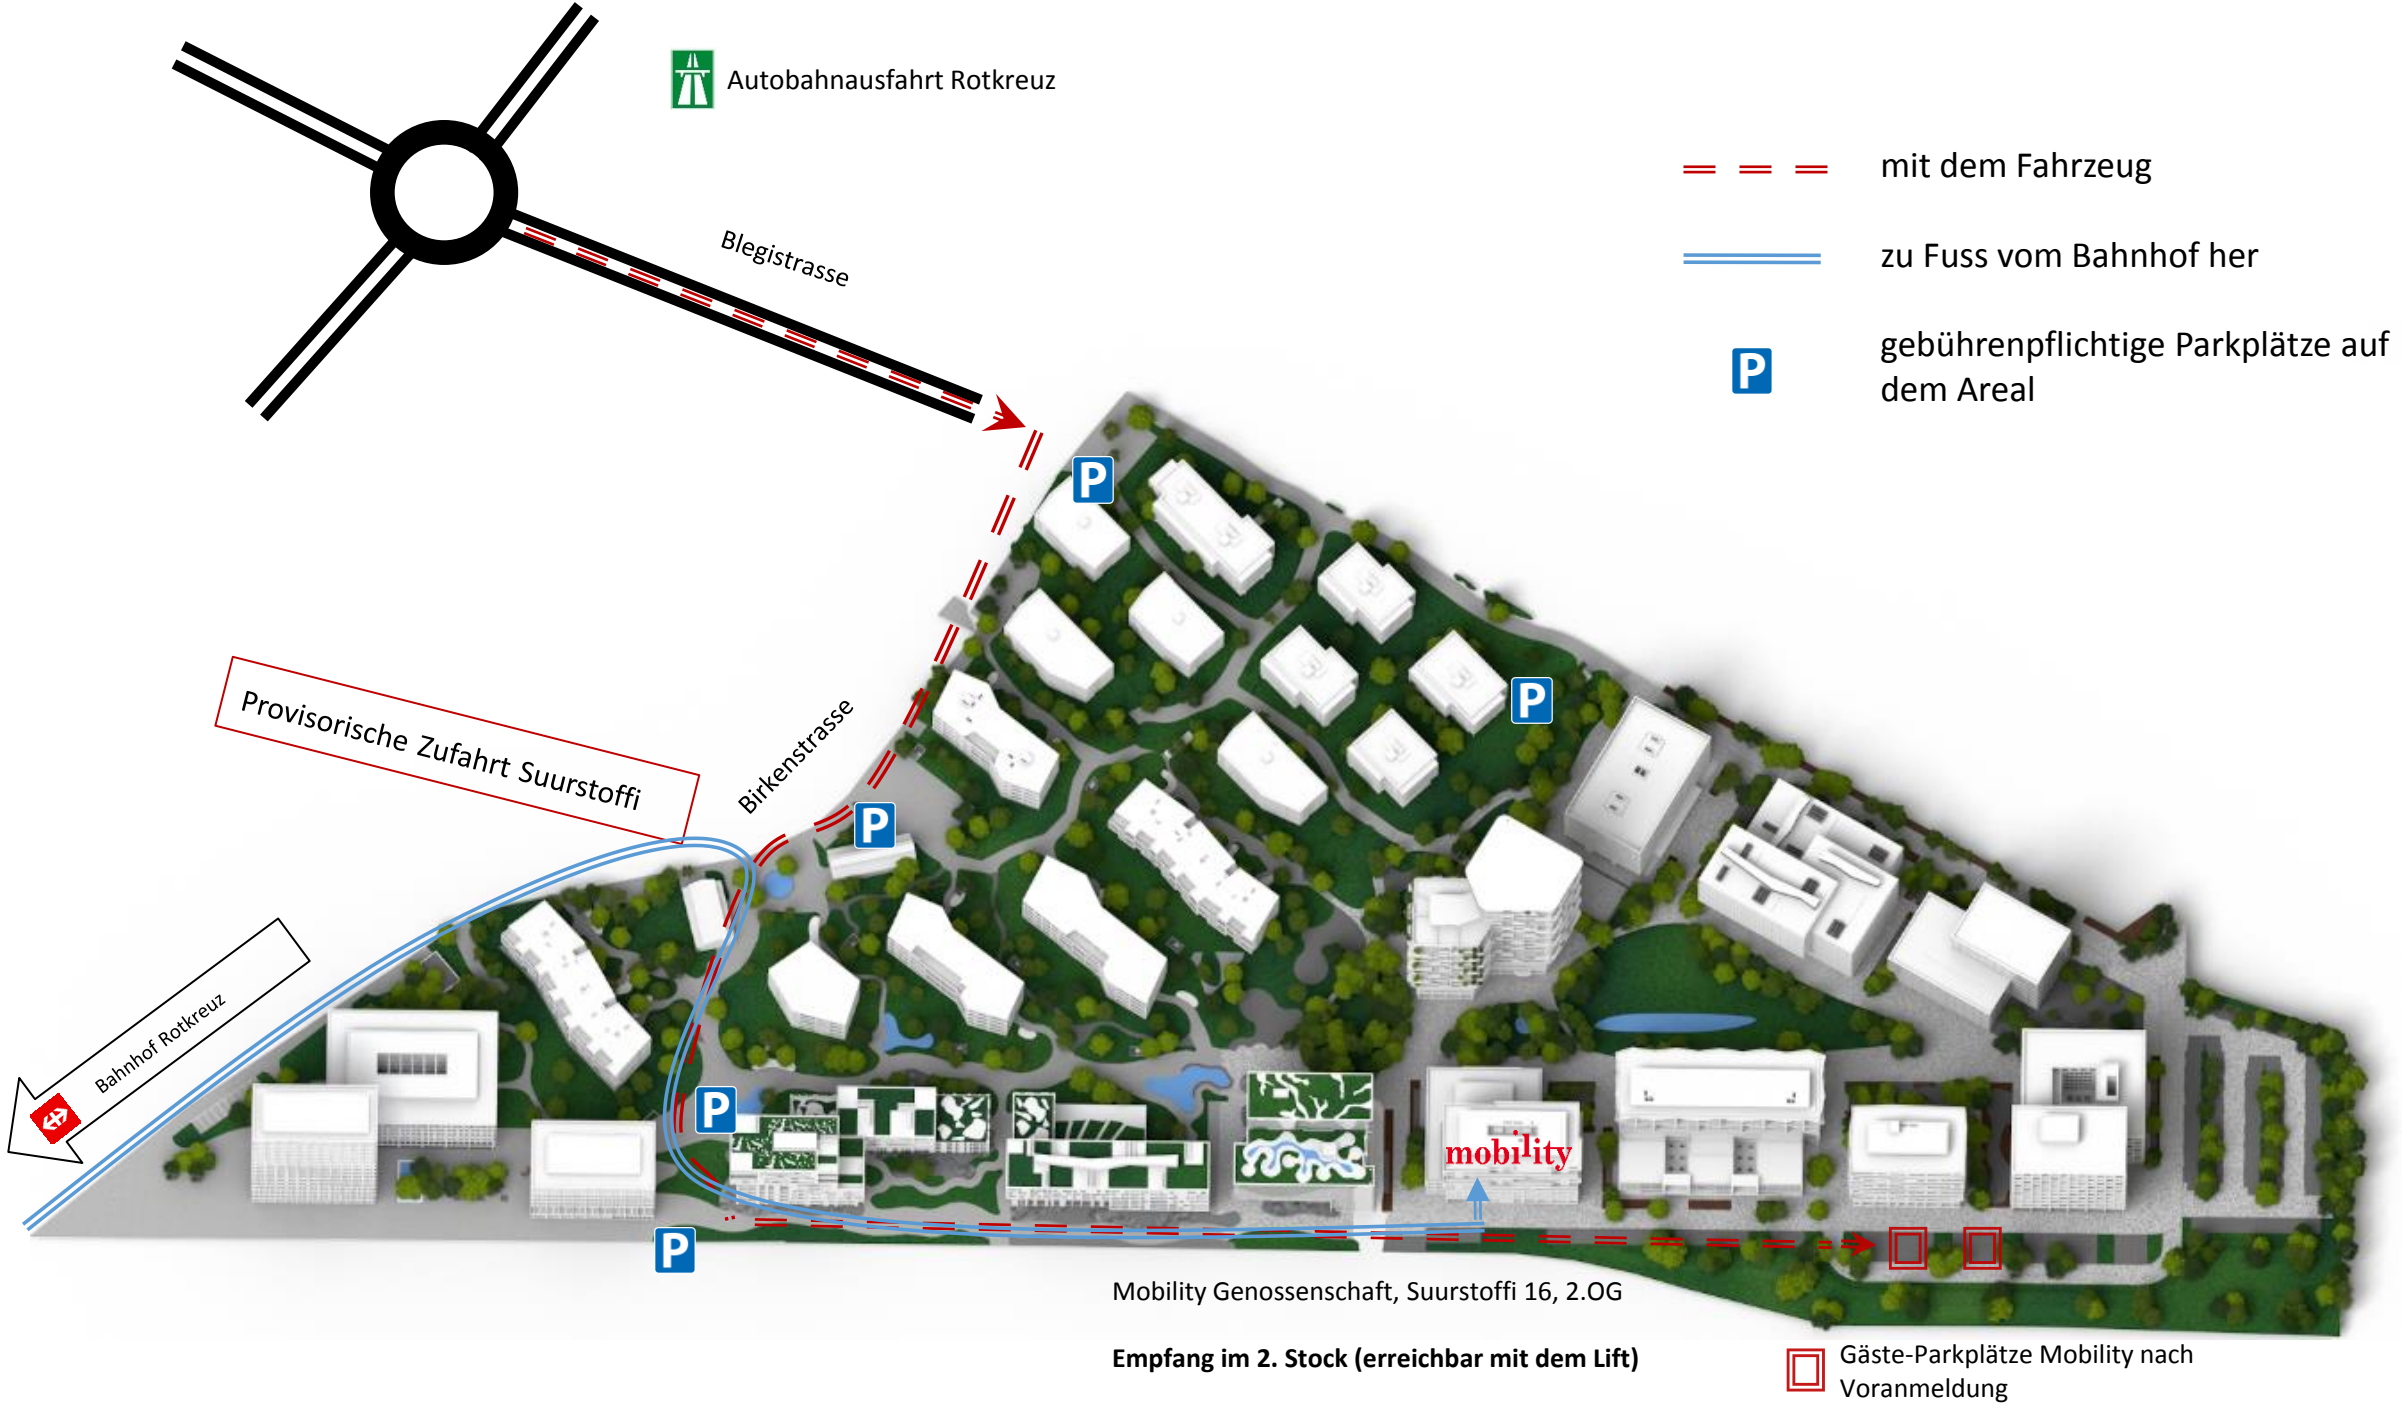 Autobahnausfahrt Rotkreuz
mit dem Fahrzeug
Blegistrasse
zu Fuss vom Bahnhof her
P
gebührenpflichtige Parkplätze auf
dem Areal
P
P
Provisorische Zufahrt Suurstoffi
Birkenstrasse
P
Bahnhof Rotkreuz
P
mobility
P
Mobility Genossenschaft, Suurstoffi 16, 2.OG
Empfang im 2. Stock (erreichbar mit dem Lift)
Gäste-Parkplätze Mobility nach
Voranmeldung